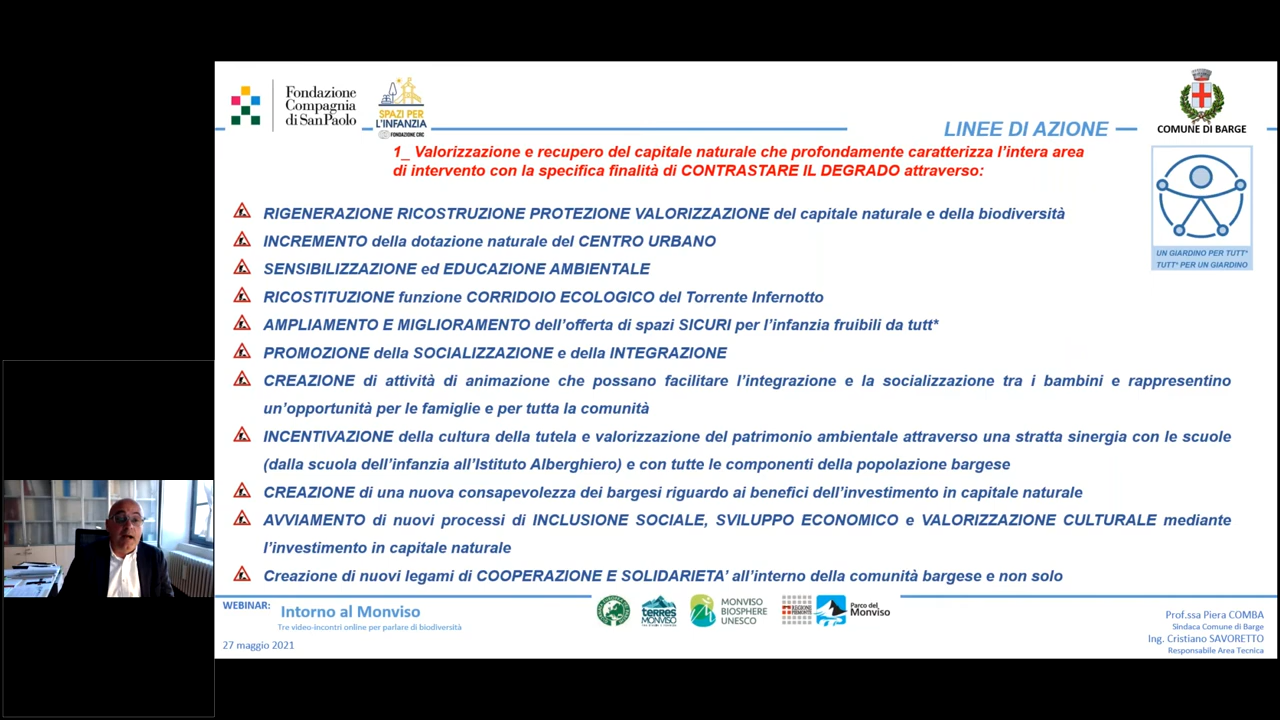 Fondazione
Compagnia
di San Paolo
SPAZI PER
L'INFANZIA
FONDAZIONE CRC
LINEE DI AZIONE
COMUNE DI BARGE
1_ Valorizzazione e recupero del capitale naturale che profondamente caratterizza l'intera area
di intervento con la specifica finalità di CONTRASTARE IL DEGRADO attraverso:
UN GIARDINO PER TUTT*
TUTT* PER UN GIARDINO
RIGENERAZIONE RICOSTRUZIONE PROTEZIONE VALORIZZAZIONE del capitale naturale e della biodiversità
INCREMENTO della dotazione naturale del CENTRO URBANO
SENSIBILIZZAZIONE ed EDUCAZIONE AMBIENTALE
RICOSTITUZIONE funzione CORRIDOIO ECOLOGICO del Torrente Infernotto
AMPLIAMENTO E MIGLIORAMENTO dell'offerta di spazi SICURI per l'infanzia fruibili da tutt*
PROMOZIONE della SOCIALIZZAZIONE e della INTEGRAZIONE
CREAZIONE di attività di animazione che possano facilitare l'integrazione e la socializzazione tra i bambini e rappresentino
un'opportunità per le famiglie e per tutta la comunità
INCENTIVAZIONE della cultura della tutela e valorizzazione del patrimonio ambientale attraverso una stratta sinergia con le scuole
(dalla scuola dell'infanzia all'Istituto Alberghiero) e con tutte le componenti della popolazione bargese
CREAZIONE di una nuova consapevolezza dei bargesi riguardo ai benefici dell'investimento in capitale naturale
AVVIAMENTO di nuovi processi di INCLUSIONE SOCIALE, SVILUPPO ECONOMICO e VALORIZZAZIONE CULTURALE mediante
l'investimento in capitale naturale
Creazione di nuovi legami di COOPERAZIONE E SOLIDARIETA' all'interno della comunità bargese e non solo
WEBINAR: Intorno al Monviso
Tre video-incontri online per parlare di biodiversità
27 maggio 2021
terres
MONVISO
MONVISO
BIOSPHERE
UNESCO
REGIONE
PIEMONTE
Parco del
Monviso
Prof.ssa Piera COMBA
Sindaca Comune di Barge
Ing. Cristiano SAVORETTO
Responsabile Area Tecnica